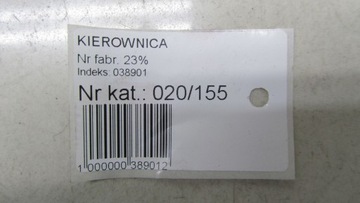 KIEROWNICA
Nr fabr. 23%
Indeks: 038901
Nr kat.: 020/155
1 000000 389012